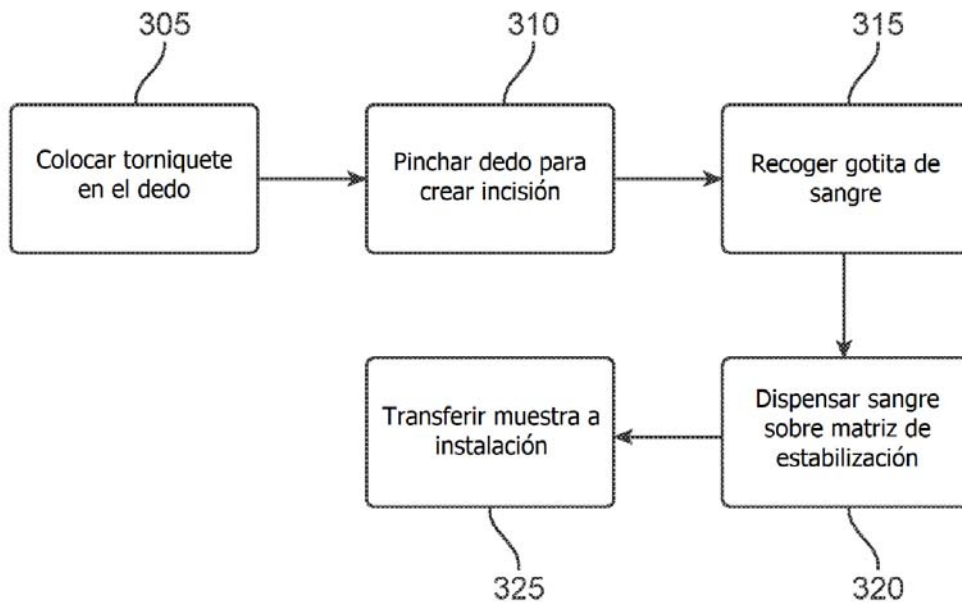 305
310
315
Colocar torniquete
en el dedo
Pinchar dedo para
crear incisión
Recoger gotita de
sangre
Transferir muestra a
instalación
Dispensar sangre
sobre matriz de
estabilización
325
320